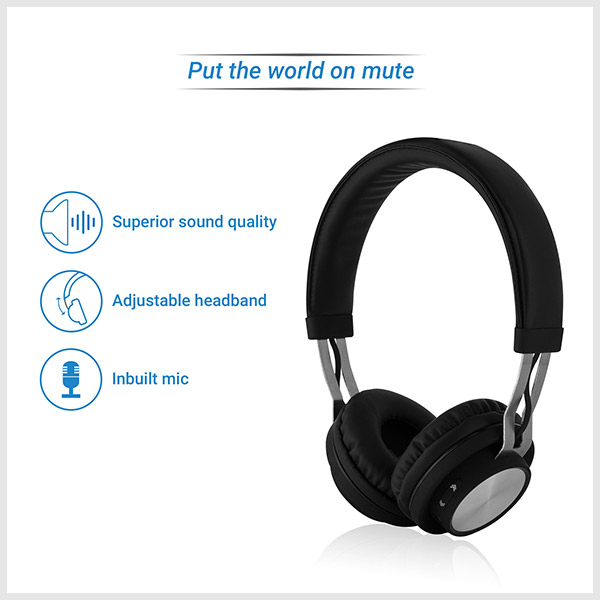 Put the world on mute
Superior sound quality
Adjustable headband
Inbuilt mic